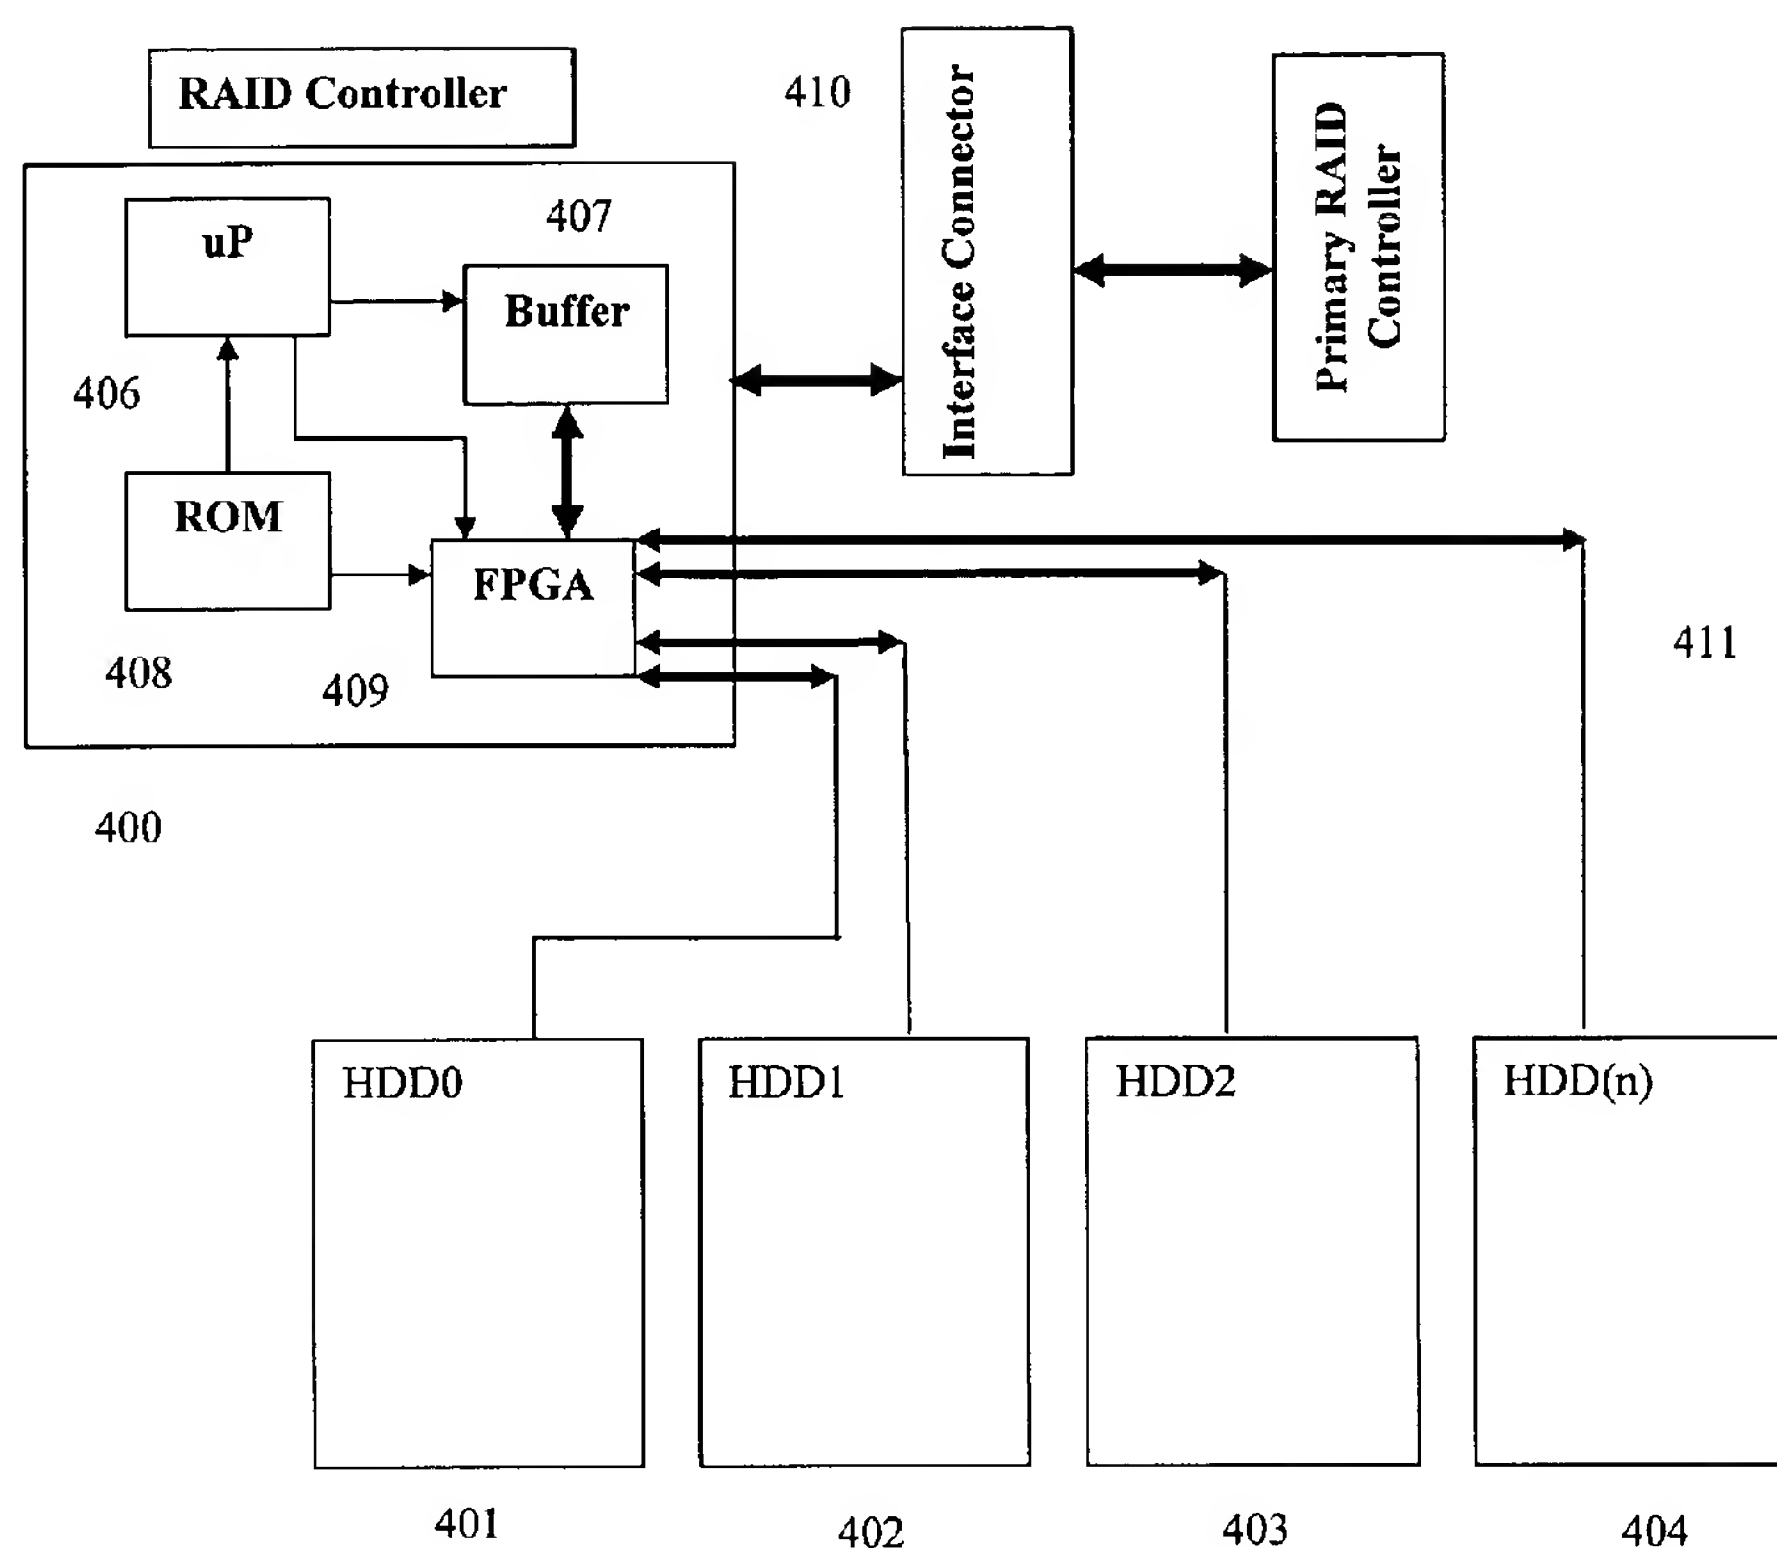 RAID Controller
410
Interface Connector
Primary RAID
Controller
uP
407
Buffer
406
ROM
FPGA
408
409
411
400
HDD0
HDD1
HDD2
HDD(n)
401
402
403
404